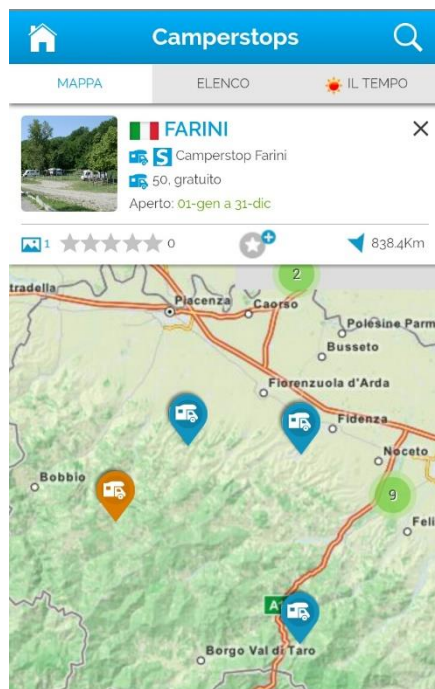 Camperstops
MAPPA ELENCO IL TEMPO
FARINI
S Camperstop Farini
50, gratuito
Aperto: 01-gen a 31-dic
1 0 838.4Km
2
tradella
Piacenza
Caorso
Polesine Parm
Busseto
Fiorenzuola d'Arda
Fidenza
Noceto
Bobbio
9
Feli
A1
Borgo Val di Taro